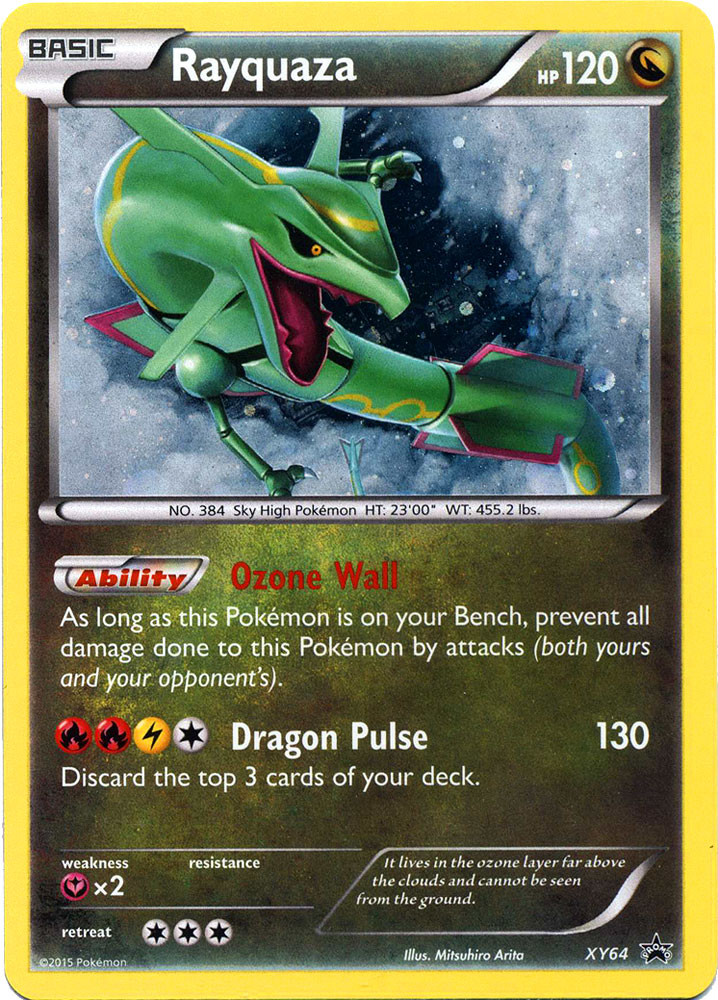 BASIC
Rayquaza
HP 120
NO. 384 Sky High Pokémon HT: 23'00" WT: 455.2 lbs.
Ability Ozone Wall
As long as this Pokémon is on your Bench, prevent all
damage done to this Pokémon by attacks (both yours
and your opponent's).
Dragon Pulse 130
Discard the top 3 cards of your deck.
weakness resistance
×2
It lives in the ozone layer far above
the clouds and cannot be seen
from the ground.
retreat
©2015 Pokémon
Illus. Mitsuhiro Arita
XY64
PROMO